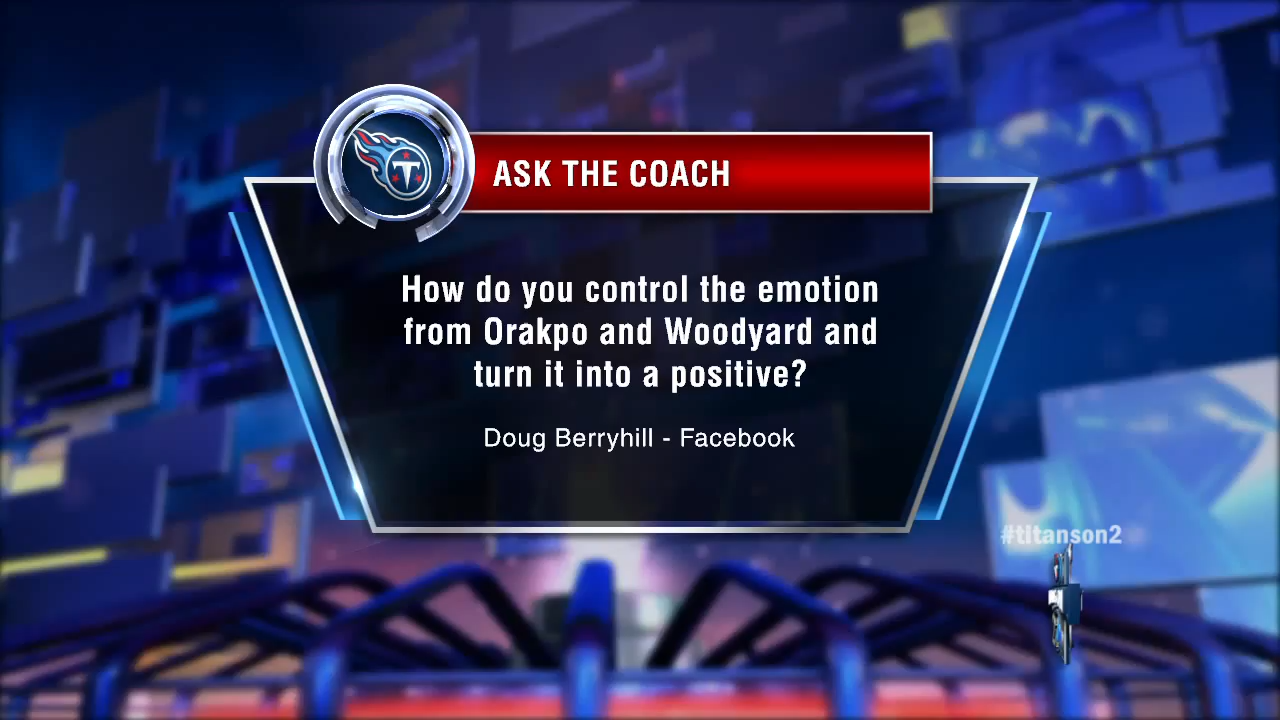 ASK THE COACH
How do you control the emotion
from Orakpo and Woodyard and
turn it into a positive?
Doug Berryhill - Facebook
#titanson2